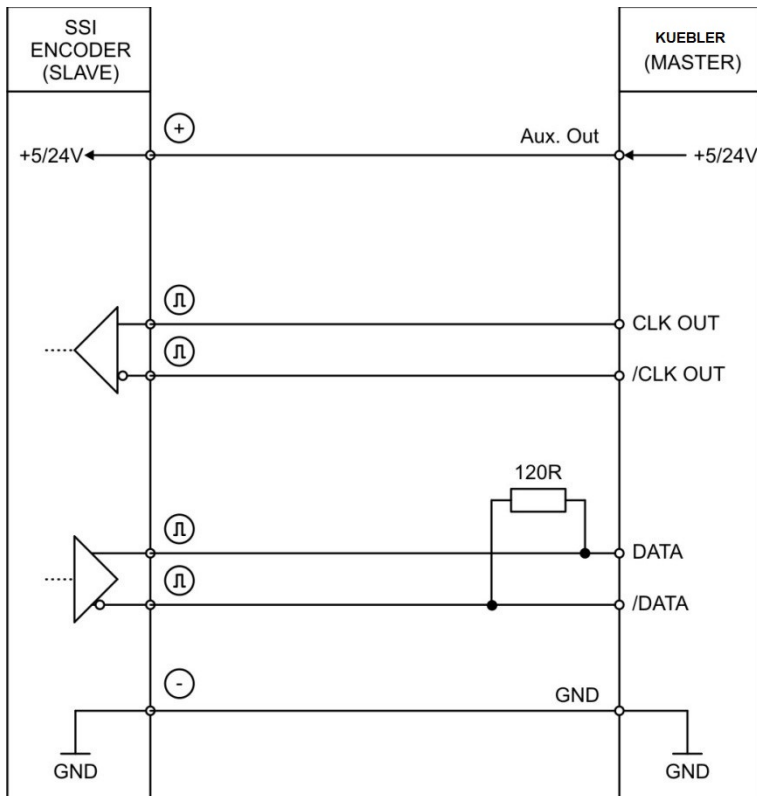 SSI
ENCODER
(SLAVE)
KUEBLER
(MASTER)
+
Aux. Out
+5/24V
+5/24V
CLK OUT
/CLK OUT
120R
DATA
/DATA
-
GND
GND
GND